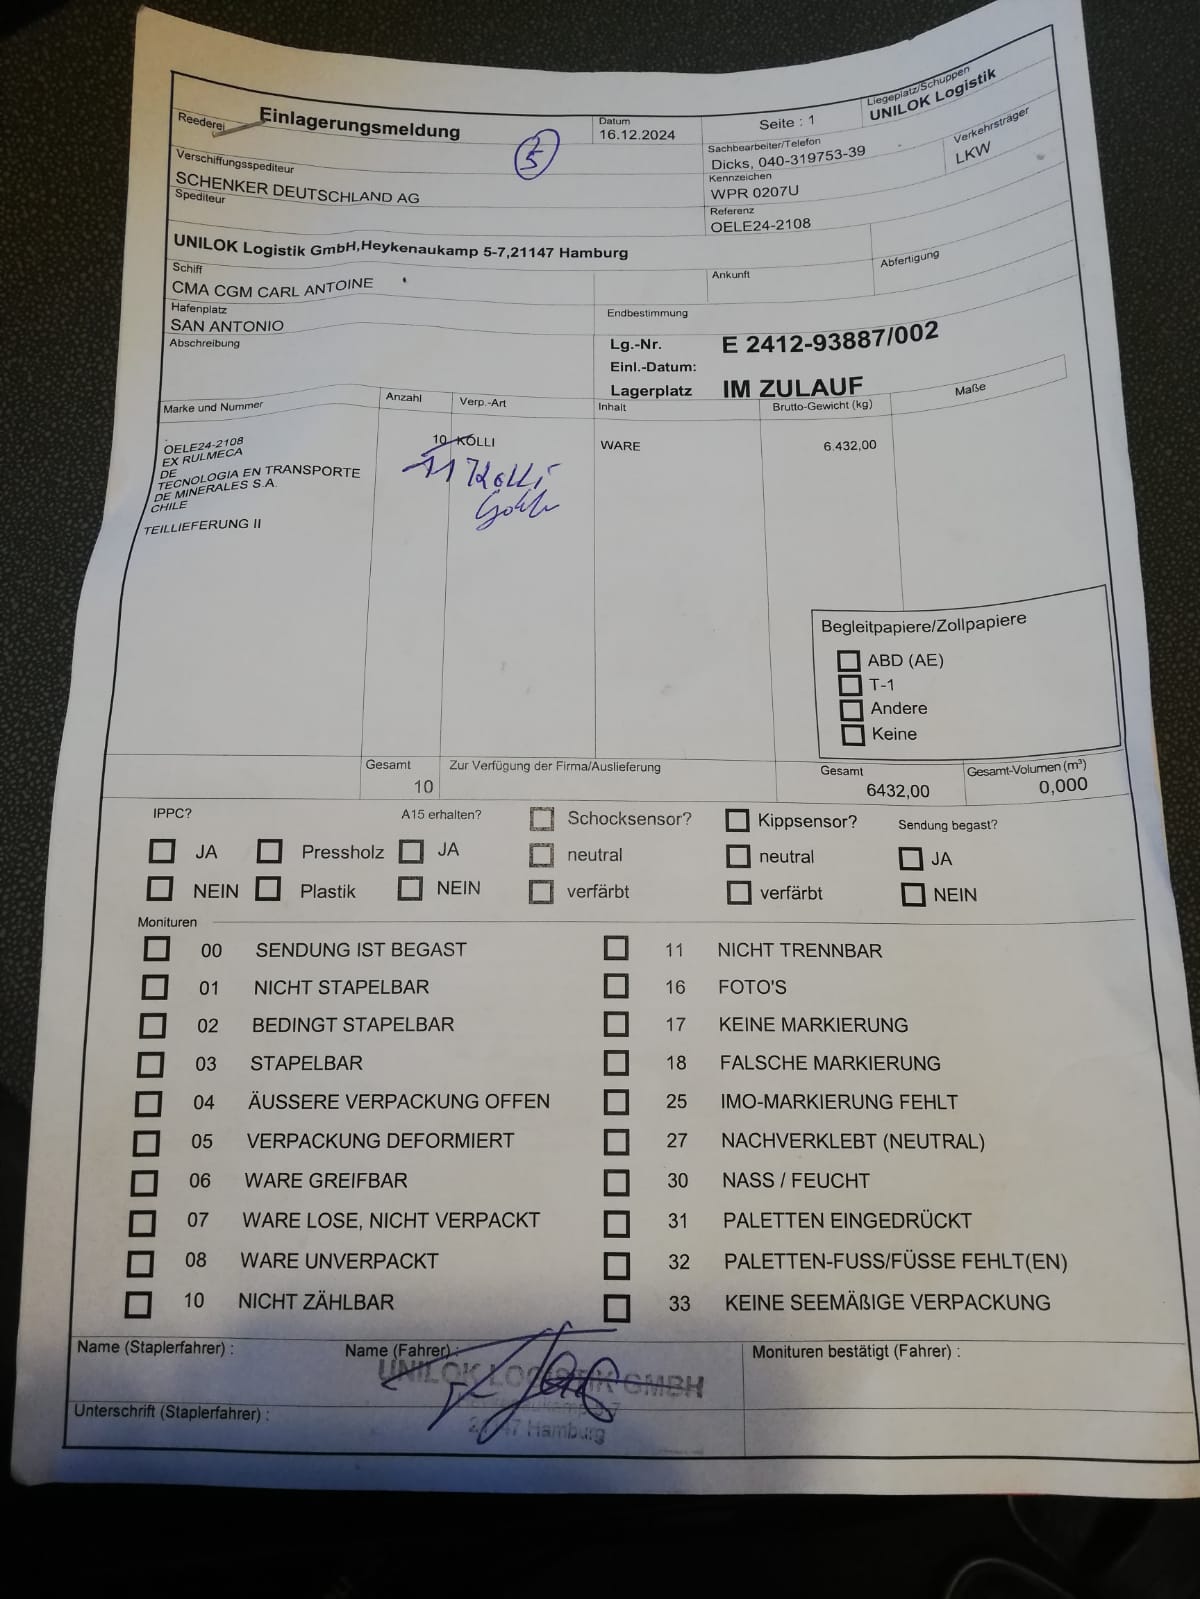 Reederei
Einlagerungsmeldung
5
Datum
16.12.2024
Seite : 1
Liegeplatz/Schuppen
UNILOK Logistik
Verschiffungsspediteur
SCHENKER DEUTSCHLAND AG
Sachbearbeiter/Telefon
Dicks, 040-319753-39
Verkehrsträger
LKW
Kennzeichen
WPR 0207U
Spediteur
UNILOK Logistik GmbH,Heykenaukamp 5-7,21147 Hamburg
Referenz
OELE24-2108
Schiff
CMA CGM CARL ANTOINE
Ankunft
Abfertigung
Hafenplatz
SAN ANTONIO
Endbestimmung
Abschreibung
Lg.-Nr. E 2412-93887/002
Einl.-Datum:
Lagerplatz IM ZULAUF
Marke und Nummer Anzahl Verp.-Art Inhalt Brutto-Gewicht (kg) Maße
OELE24-2108 10 KOLLI WARE 6.432,00
EX RULMECA
DE
TECNOLOGIA EN TRANSPORTE
DE MINERALES S.A.
CHILE
TEILLIEFERUNG II
11 Kolli
Begleitpapiere/Zollpapiere
ABD (AE)
T-1
Andere
Keine
Gesamt
10
Zur Verfügung der Firma/Auslieferung
Gesamt
6432,00
Gesamt-Volumen (m³)
0,000
IPPC? A15 erhalten? Schocksensor? Kippsensor? Sendung begast?
JA Pressholz JA neutral neutral JA
NEIN Plastik NEIN verfärbt verfärbt NEIN
Monituren
00 SENDUNG IST BEGAST 11 NICHT TRENNBAR
01 NICHT STAPELBAR 16 FOTO'S
02 BEDINGT STAPELBAR 17 KEINE MARKIERUNG
03 STAPELBAR 18 FALSCHE MARKIERUNG
04 ÄUSSERE VERPACKUNG OFFEN 25 IMO-MARKIERUNG FEHLT
05 VERPACKUNG DEFORMIERT 27 NACHVERKLEBT (NEUTRAL)
06 WARE GREIFBAR 30 NASS / FEUCHT
07 WARE LOSE, NICHT VERPACKT 31 PALETTEN EINGEDRÜCKT
08 WARE UNVERPACKT 32 PALETTEN-FUSS/FÜSSE FEHLT(EN)
10 NICHT ZÄHLBAR 33 KEINE SEEMÄßIGE VERPACKUNG
Name (Staplerfahrer) : Name (Fahrer) : Monituren bestätigt (Fahrer) :
UNILOK LOGISTIK GMBH
Hamburg
Unterschrift (Staplerfahrer) :